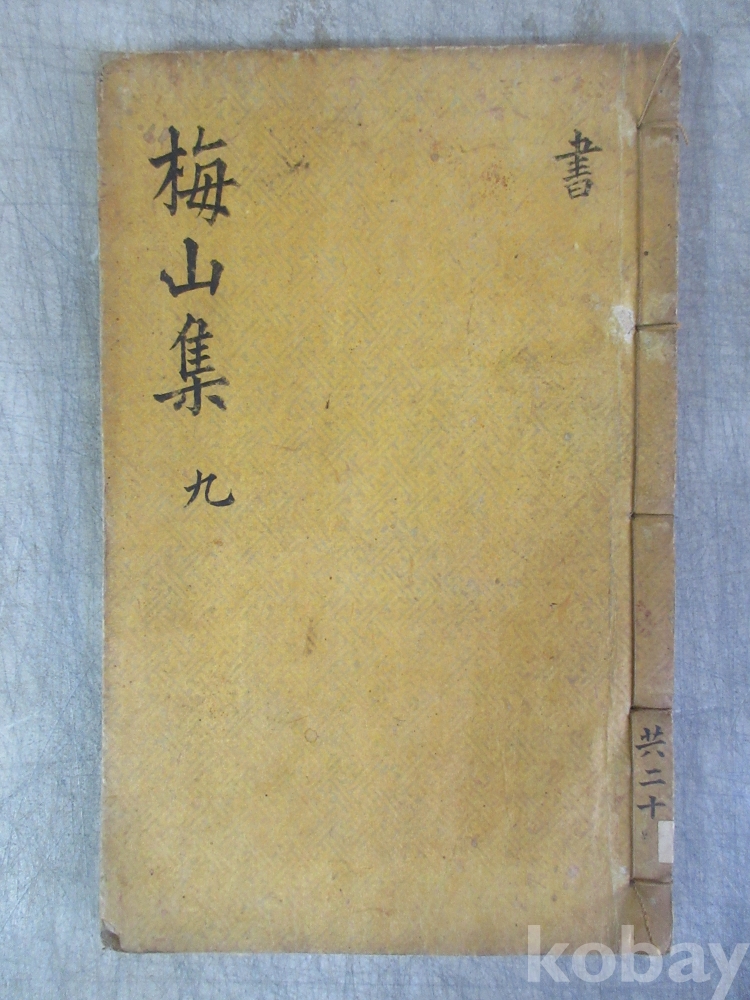 書
梅山集 九
共二十
kobay